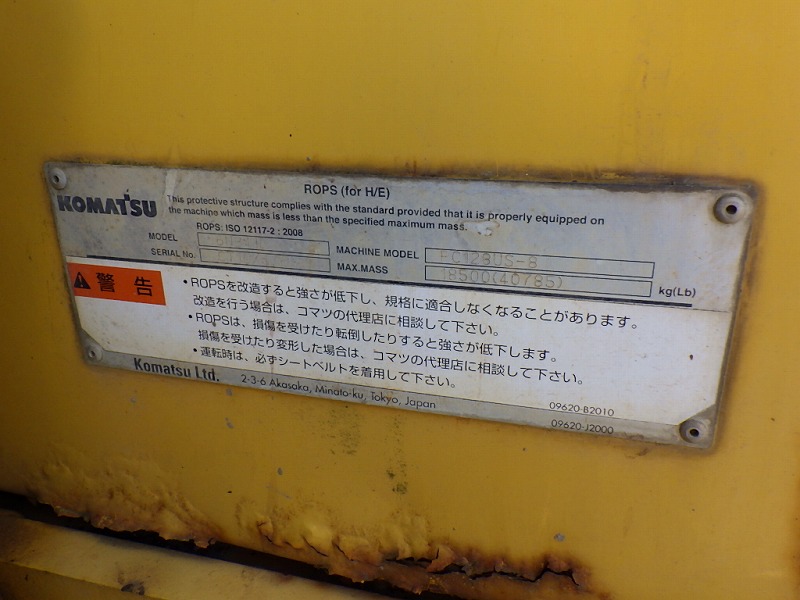 ROPS (for H/E)
KOMATSU
This protective structure complies with the standard provided that it is properly equipped on
the machine which mass is less than the specified maximum mass.
ROPS: ISO 12117-2 : 2008
MODEL
MACHINE MODEL PC128US-8
SERIAL No.
MAX.MASS 18500(40785) kg(Lb)
警告
・ROPSを改造すると強さが低下し、規格に適合しなくなることがあります。
改造を行う場合は、コマツの代理店に相談して下さい。
・ROPSは、損傷を受けたり転倒したりすると強さが低下します。
損傷を受けたり変形した場合は、コマツの代理店に相談して下さい。
・運転時は、必ずシートベルトを着用して下さい。
Komatsu Ltd.
2-3-6 Akasaka, Minato-ku, Tokyo, Japan
09620-B2010
09620-J2000